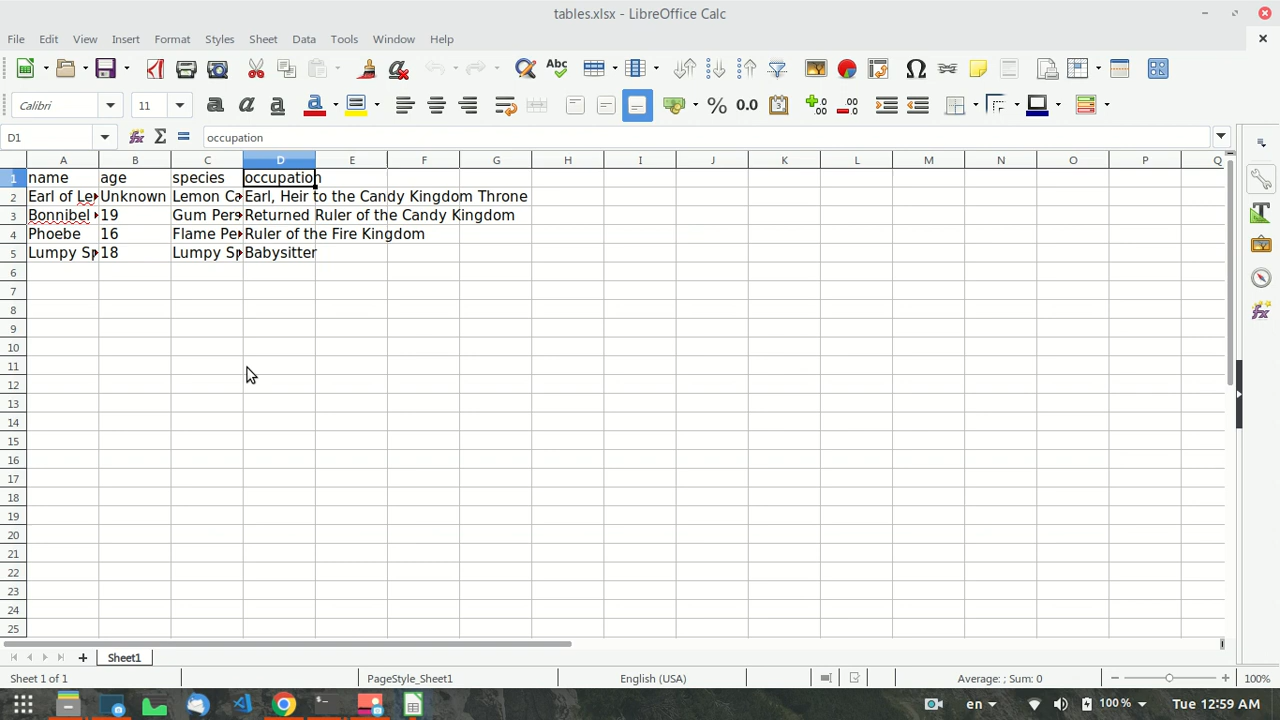 tables.xlsx - LibreOffice Calc
File Edit View Insert Format Styles Sheet Data Tools Window Help
Calibri 11
D1 occupation
A B C D E F G H I J K L M N O P Q
1 name age species occupation
2 Earl of Le Unknown Lemon Ca Earl, Heir to the Candy Kingdom Throne
3 Bonnibel 19 Gum Pers Returned Ruler of the Candy Kingdom
4 Phoebe 16 Flame Pe Ruler of the Fire Kingdom
5 Lumpy Sp 18 Lumpy Sp Babysitter
6
7
8
9
10
11
12
13
14
15
16
17
18
19
20
21
22
23
24
25
Sheet1
Sheet 1 of 1 PageStyle_Sheet1 English (USA) Average: ; Sum: 0 100%
en 100 % Tue 12:59 AM